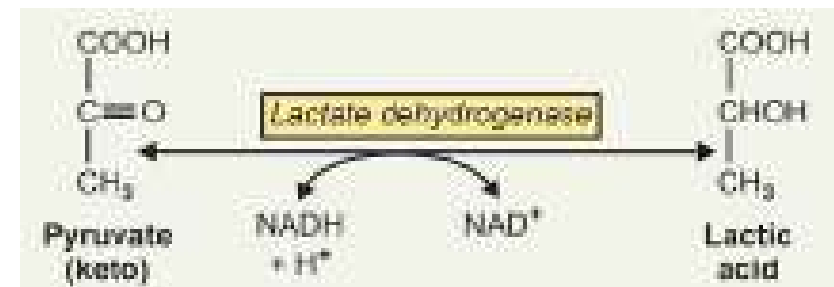 COOH
C=O
CH₃
Pyruvate
(keto)
Lactate dehydrogenase
NADH
+ H⁺
NAD⁺
COOH
CHOH
CH₃
Lactic
acid